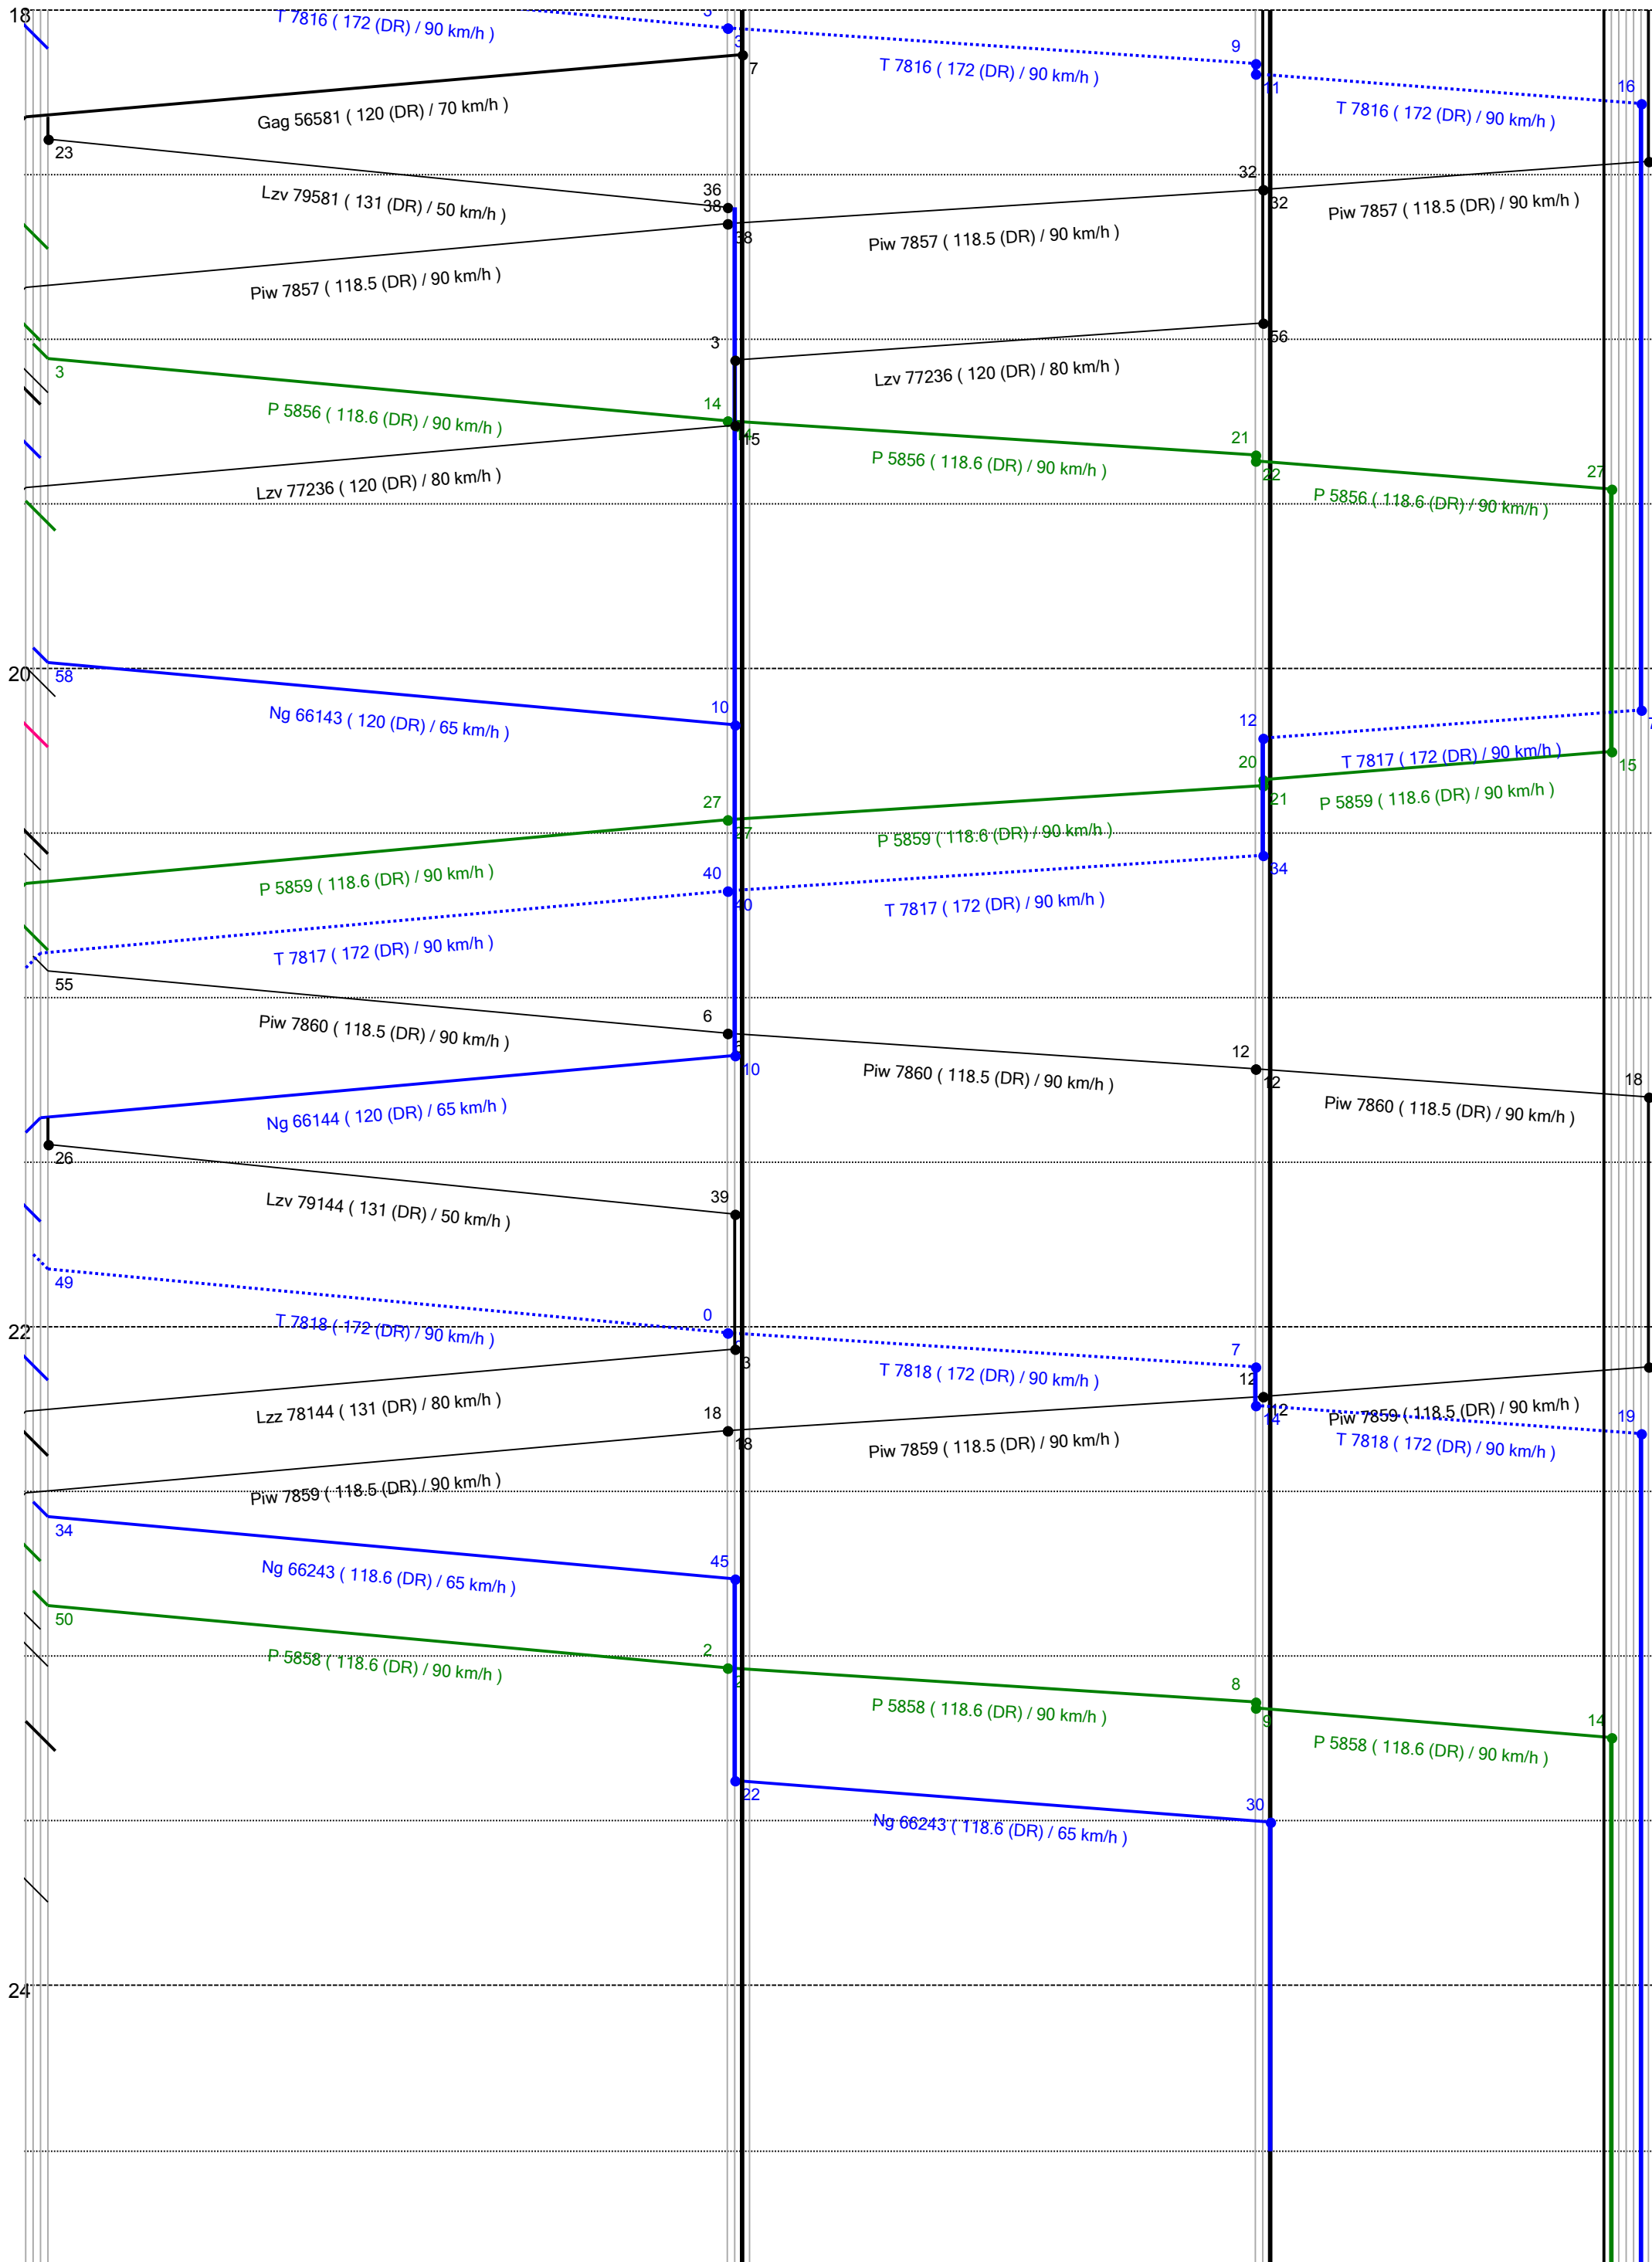 18
T 7816 ( 172 (DR) / 90 km/h )
3
3
7
T 7816 ( 172 (DR) / 90 km/h )
9
11
T 7816 ( 172 (DR) / 90 km/h )
16
Gag 56581 ( 120 (DR) / 70 km/h )
23
Lzv 79581 ( 131 (DR) / 50 km/h )
36
38
38
32
32
Piw 7857 ( 118.5 (DR) / 90 km/h )
Piw 7857 ( 118.5 (DR) / 90 km/h )
Piw 7857 ( 118.5 (DR) / 90 km/h )
3
56
Lzv 77236 ( 120 (DR) / 80 km/h )
3
P 5856 ( 118.6 (DR) / 90 km/h )
14
14
15
P 5856 ( 118.6 (DR) / 90 km/h )
21
22
27
P 5856 ( 118.6 (DR) / 90 km/h )
Lzv 77236 ( 120 (DR) / 80 km/h )
20
58
Ng 66143 ( 120 (DR) / 65 km/h )
10
12
T 7817 ( 172 (DR) / 90 km/h )
7
15
20
21
P 5859 ( 118.6 (DR) / 90 km/h )
27
27
P 5859 ( 118.6 (DR) / 90 km/h )
P 5859 ( 118.6 (DR) / 90 km/h )
34
40
40
T 7817 ( 172 (DR) / 90 km/h )
T 7817 ( 172 (DR) / 90 km/h )
55
Piw 7860 ( 118.5 (DR) / 90 km/h )
6
6
10
Piw 7860 ( 118.5 (DR) / 90 km/h )
12
12
Piw 7860 ( 118.5 (DR) / 90 km/h )
18
Ng 66144 ( 120 (DR) / 65 km/h )
26
Lzv 79144 ( 131 (DR) / 50 km/h )
39
49
T 7818 ( 172 (DR) / 90 km/h )
0
22
3
T 7818 ( 172 (DR) / 90 km/h )
7
12
12
14
Piw 7859 ( 118.5 (DR) / 90 km/h )
19
T 7818 ( 172 (DR) / 90 km/h )
Lzz 78144 ( 131 (DR) / 80 km/h )
18
18
Piw 7859 ( 118.5 (DR) / 90 km/h )
Piw 7859 ( 118.5 (DR) / 90 km/h )
34
Ng 66243 ( 118.6 (DR) / 65 km/h )
45
50
P 5858 ( 118.6 (DR) / 90 km/h )
2
2
P 5858 ( 118.6 (DR) / 90 km/h )
8
9
14
P 5858 ( 118.6 (DR) / 90 km/h )
22
30
Ng 66243 ( 118.6 (DR) / 65 km/h )
24